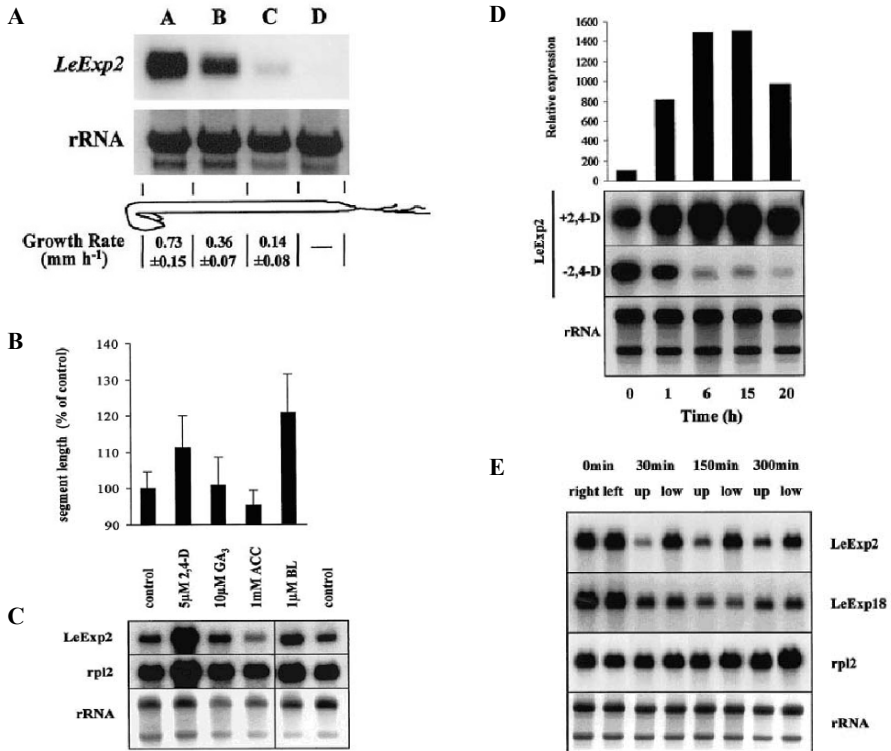 A
A B C D
LeExp2
rRNA
Growth Rate (mm h⁻¹)
0.73 ±0.15
0.36 ±0.07
0.14 ±0.08
—
B
segment length (% of control)
140
130
120
110
100
90
control
5µM 2,4-D
10µM GA₃
1mM ACC
1µM BL
control
C
LeExp2
rpl2
rRNA
D
Relative expression
1600
1400
1200
1000
800
600
400
200
0
LeExp2
+2,4-D
-2,4-D
rRNA
0 1 6 15 20
Time (h)
E
0min 30min 150min 300min
right left up low up low up low
LeExp2
LeExp18
rpl2
rRNA